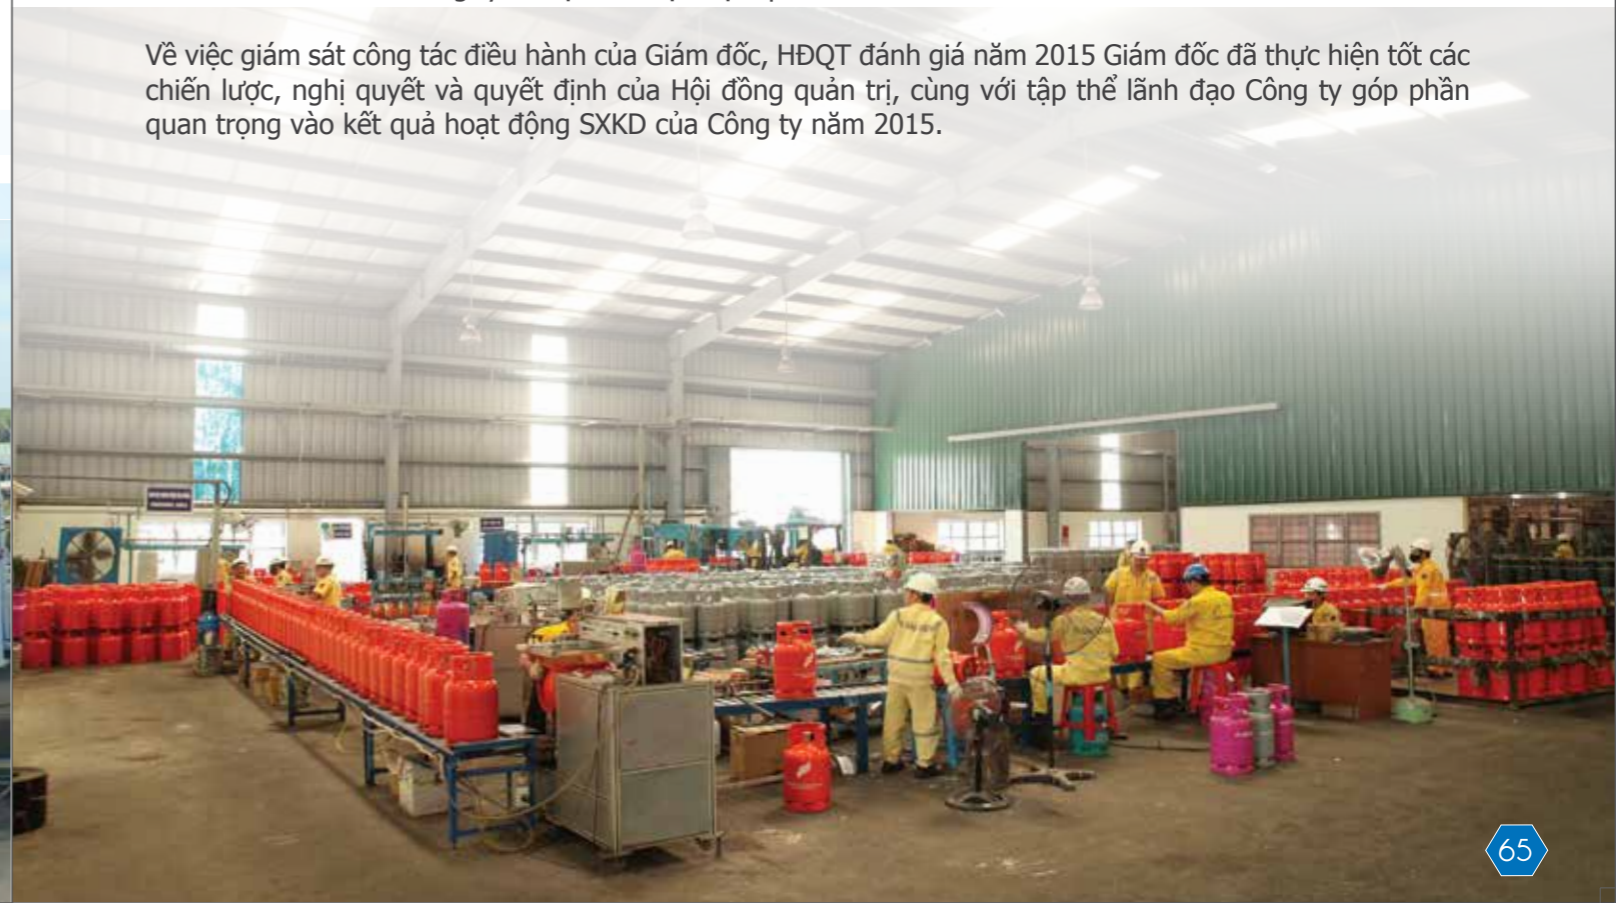 Về việc giám sát công tác điều hành của Giám đốc, HĐQT đánh giá năm 2015 Giám đốc đã thực hiện tốt các
chiến lược, nghị quyết và quyết định của Hội đồng quản trị, cùng với tập thể lãnh đạo Công ty góp phần
quan trọng vào kết quả hoạt động SXKD của Công ty năm 2015.
65